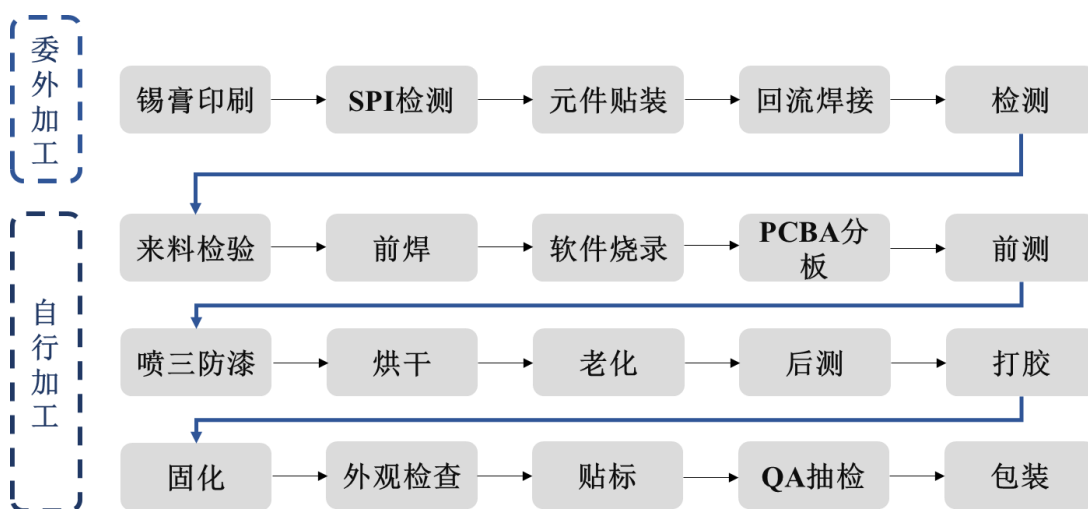 委外加工
锡膏印刷
SPI检测
元件贴装
回流焊接
检测
自行加工
来料检验
前焊
软件烧录
PCBA分
板
前测
喷三防漆
烘干
老化
后测
打胶
固化
外观检查
贴标
QA抽检
包装